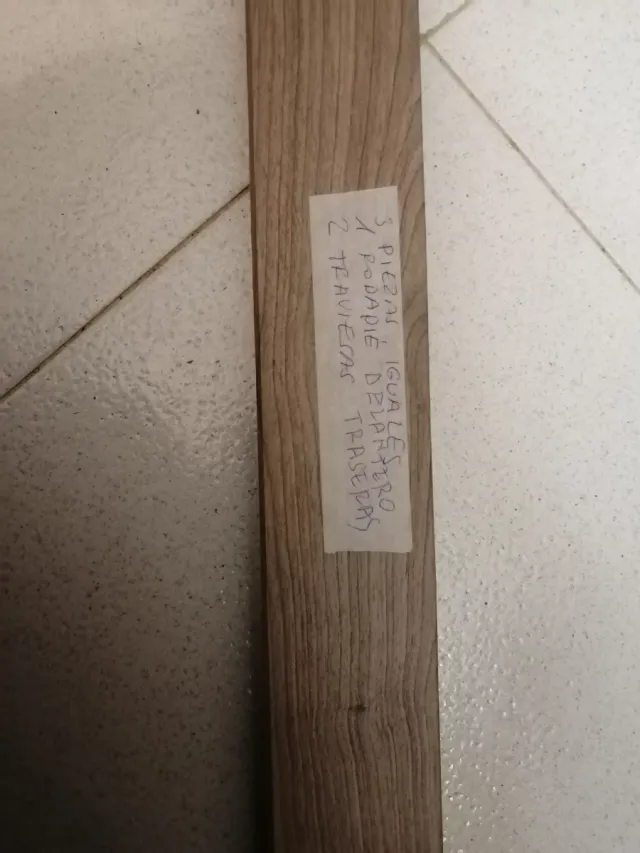 3 PIEZAS IGUALES
1 RODAPIE DELANTERO
2 TRAVIESAS TRASERAS